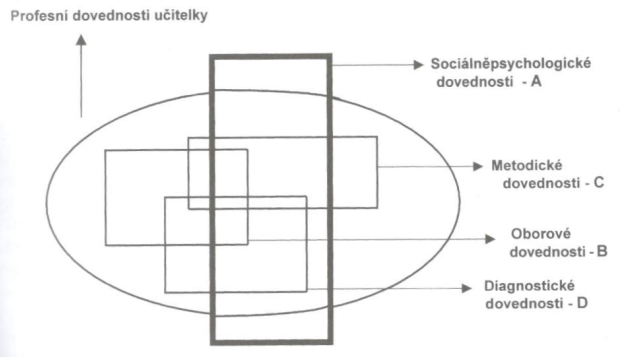 Profesní dovednosti učitelky
Sociálněpsychologické
dovednosti - A
Metodické
dovednosti - C
Oborové
dovednosti - B
Diagnostické
dovednosti - D